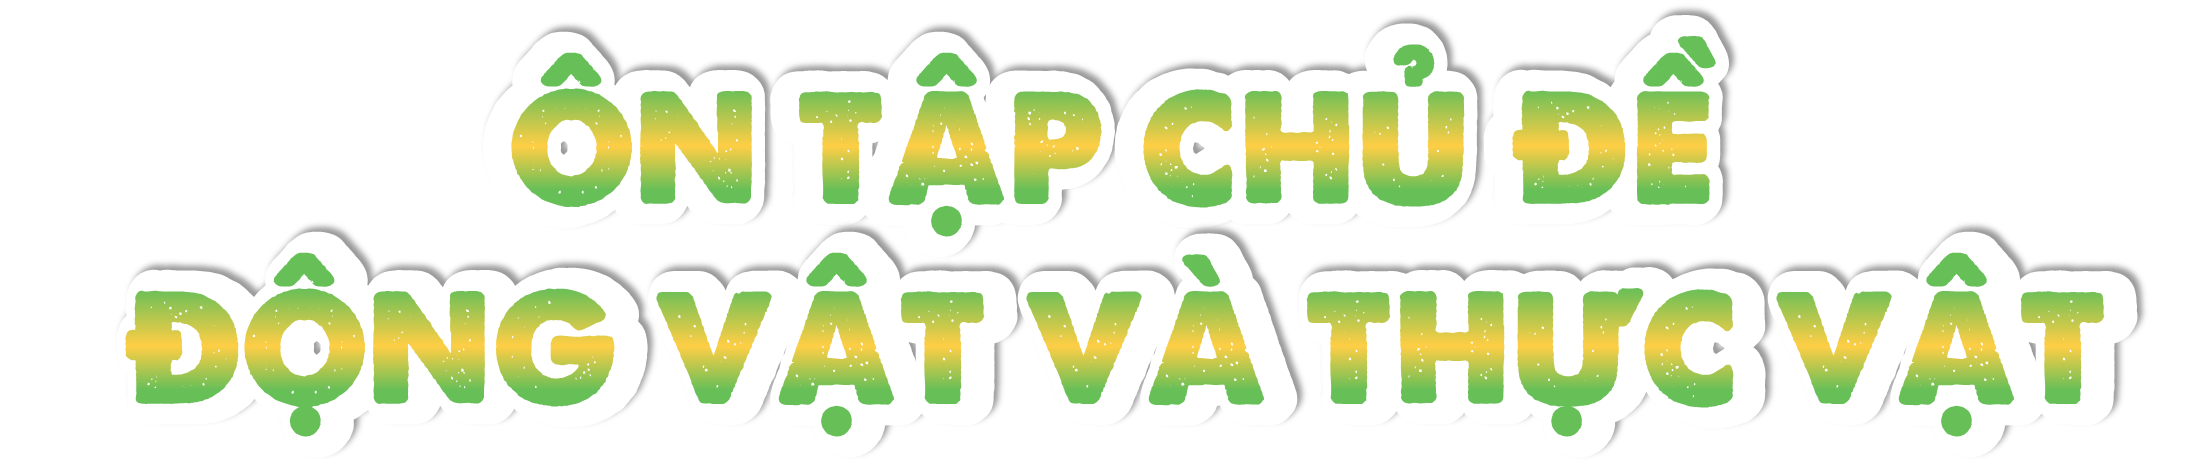 ÔN TẬP CHỦ ĐỀ
ĐỘNG VẬT VÀ THỰC VẬT